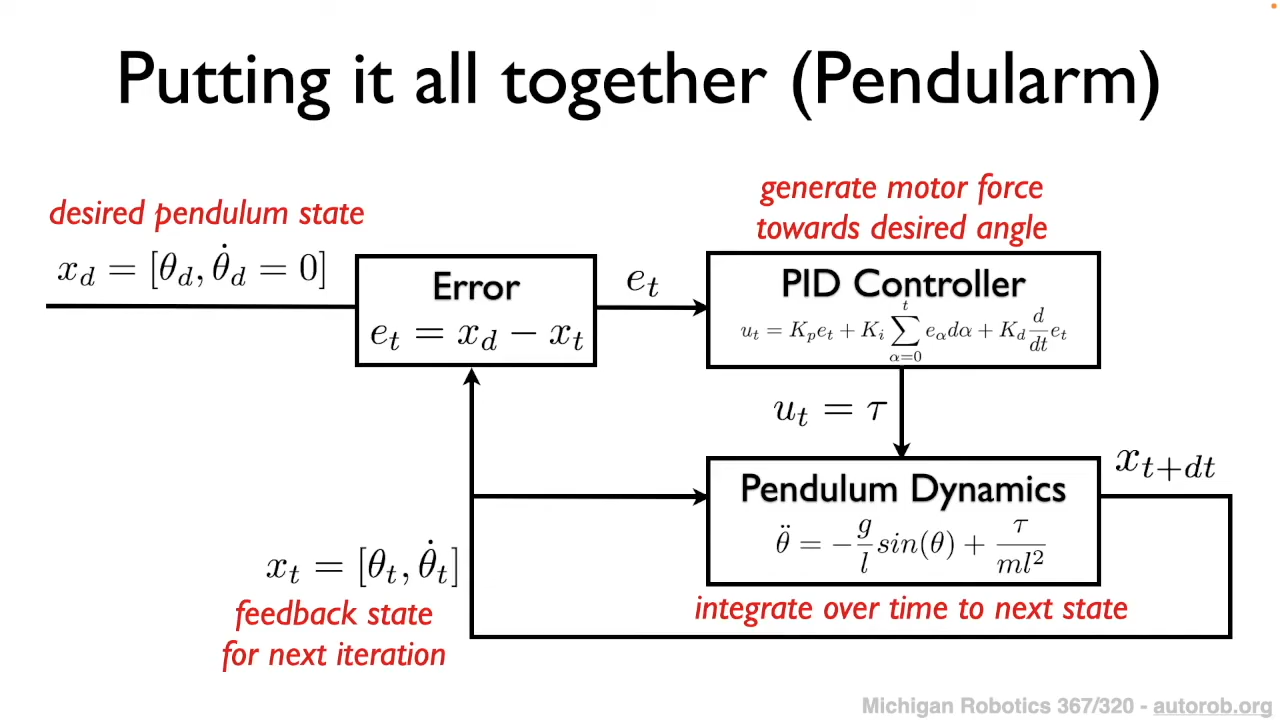 Putting it all together (Pendularm)
desired pendulum state
x_d = [θ_d, θ̇_d = 0]
Error
e_t = x_d − x_t
e_t
generate motor force
towards desired angle
PID Controller
u_t = K_p e_t + K_i ∑_{α=0}^{t} e_α dα + K_d \frac{d}{dt} e_t
u_t = τ
Pendulum Dynamics
θ̈ = −\frac{g}{l} sin(θ) + \frac{τ}{ml²}
x_{t+dt}
integrate over time to next state
x_t = [θ_t, θ̇_t]
feedback state
for next iteration
Michigan Robotics 367/320 - autorob.org